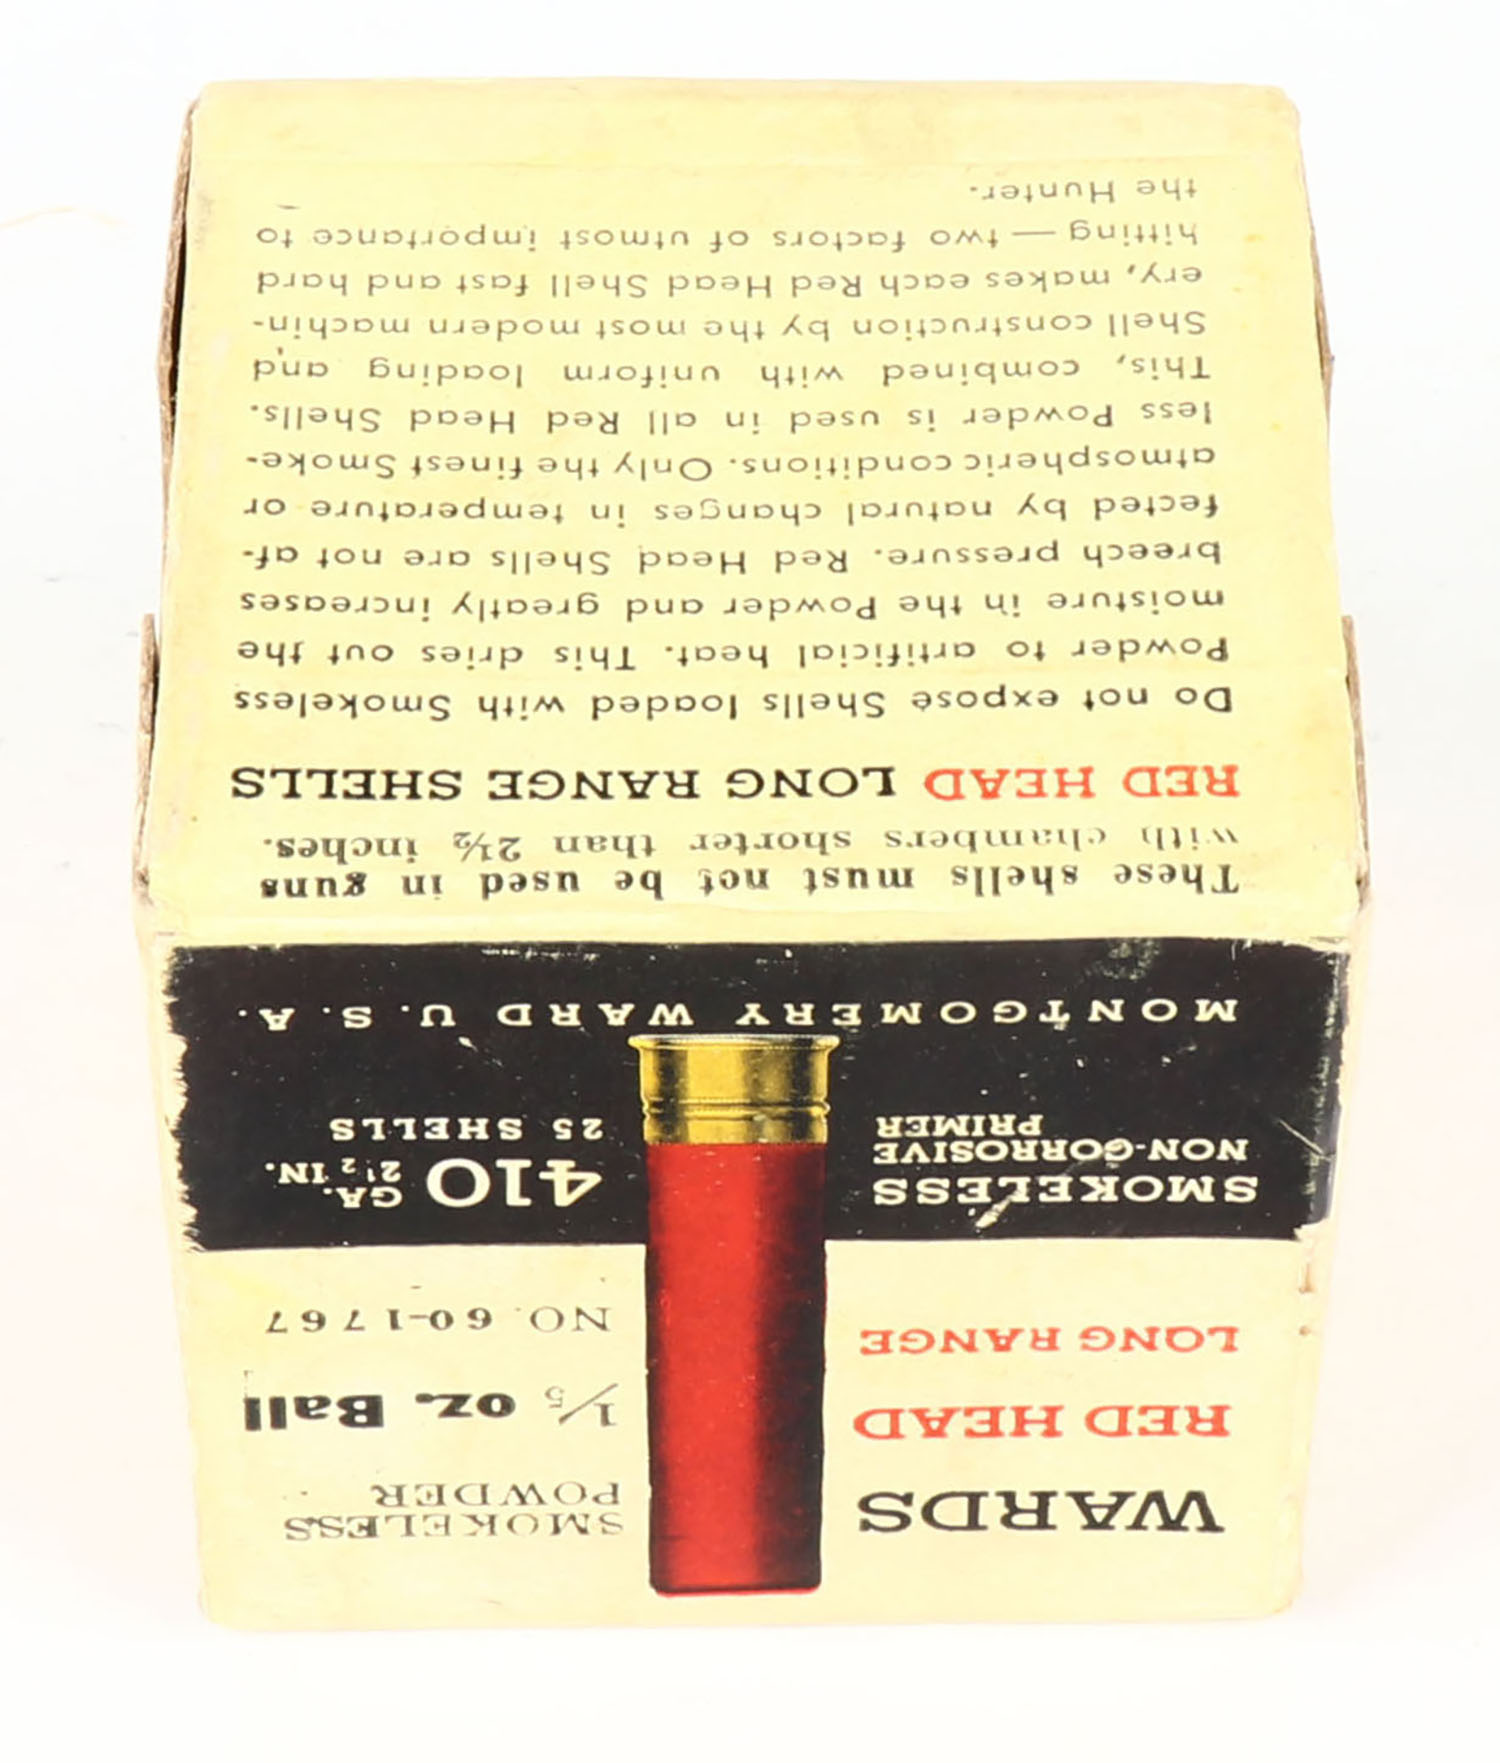 WARDS
RED HEAD
LONG RANGE
SMOKELESS
POWDER
1/5 oz. Ball
NO. 60-1767
SMOKELESS
NON-CORROSIVE
PRIMER
410 GA.
2½ IN.
25 SHELLS
MONTGOMERY WARD U. S. A.
These shells must not be used in guns
with chambers shorter than 2½ inches.
RED HEAD LONG RANGE SHELLS
Do not expose Shells loaded with Smokeless
Powder to artificial heat. This dries out the
moisture in the Powder and greatly increases
breech pressure. Red Head Shells are not af-
fected by natural changes in temperature or
atmospheric conditions. Only the finest Smoke-
less Powder is used in all Red Head Shells.
This, combined with uniform loading and
Shell construction by the most modern machin-
ery, makes each Red Head Shell fast and hard
hitting — two factors of utmost importance to
the Hunter.